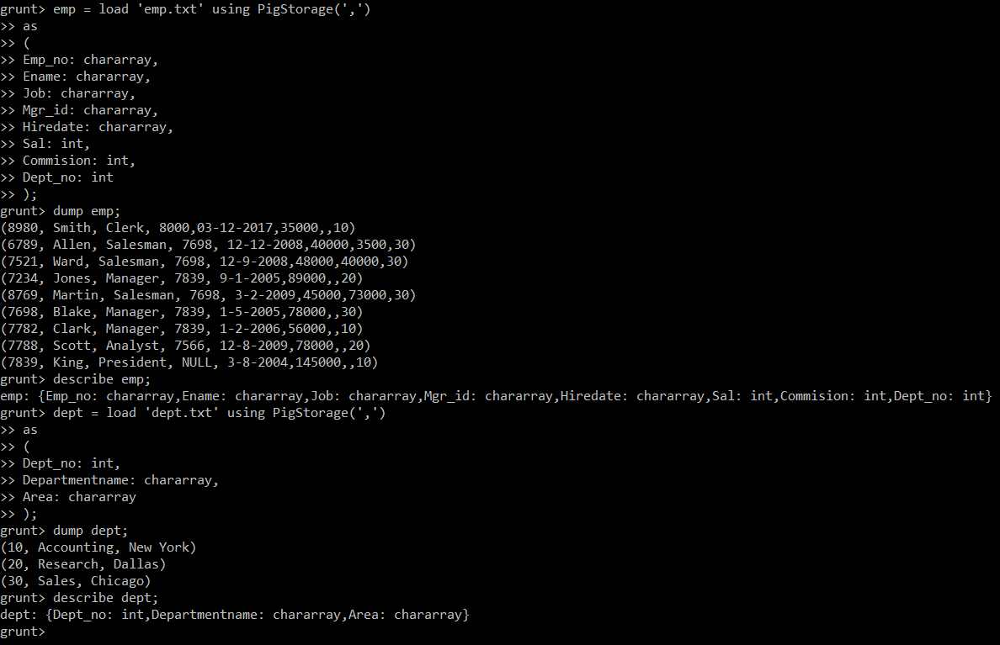 grunt> emp = load 'emp.txt' using PigStorage(',')
>> as
>> (
>> Emp_no: chararray,
>> Ename: chararray,
>> Job: chararray,
>> Mgr_id: chararray,
>> Hiredate: chararray,
>> Sal: int,
>> Commision: int,
>> Dept_no: int
>> );
grunt> dump emp;
(8980, Smith, Clerk, 8000,03-12-2017,35000,,10)
(6789, Allen, Salesman, 7698, 12-12-2008,40000,3500,30)
(7521, Ward, Salesman, 7698, 12-9-2008,48000,40000,30)
(7234, Jones, Manager, 7839, 9-1-2005,89000,,20)
(8769, Martin, Salesman, 7698, 3-2-2009,45000,73000,30)
(7698, Blake, Manager, 7839, 1-5-2005,78000,,30)
(7782, Clark, Manager, 7839, 1-2-2006,56000,,10)
(7788, Scott, Analyst, 7566, 12-8-2009,78000,,20)
(7839, King, President, NULL, 3-8-2004,145000,,10)
grunt> describe emp;
emp: {Emp_no: chararray,Ename: chararray,Job: chararray,Mgr_id: chararray,Hiredate: chararray,Sal: int,Commision: int,Dept_no: int}
grunt> dept = load 'dept.txt' using PigStorage(',')
>> as
>> (
>> Dept_no: int,
>> Departmentname: chararray,
>> Area: chararray
>> );
grunt> dump dept;
(10, Accounting, New York)
(20, Research, Dallas)
(30, Sales, Chicago)
grunt> describe dept;
dept: {Dept_no: int,Departmentname: chararray,Area: chararray}
grunt>